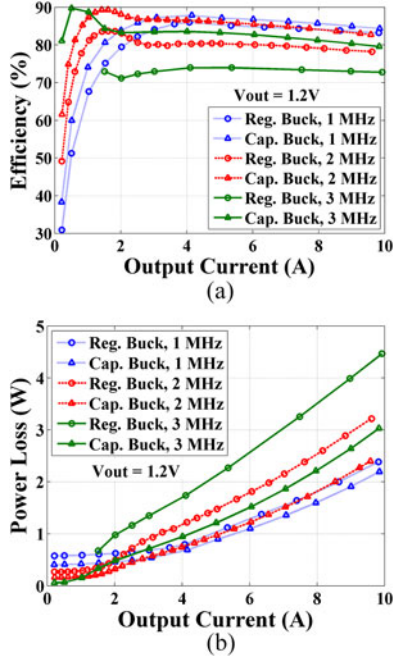 90
80
70
60
50
40
30
Efficiency (%)
Vout = 1.2V
Reg. Buck, 1 MHz
Cap. Buck, 1 MHz
Reg. Buck, 2 MHz
Cap. Buck, 2 MHz
Reg. Buck, 3 MHz
Cap. Buck, 3 MHz
0 2 4 6 8 10
Output Current (A)
(a)
5
4
3
2
1
0
Power Loss (W)
Reg. Buck, 1 MHz
Cap. Buck, 1 MHz
Reg. Buck, 2 MHz
Cap. Buck, 2 MHz
Reg. Buck, 3 MHz
Cap. Buck, 3 MHz
Vout = 1.2V
0 2 4 6 8 10
Output Current (A)
(b)